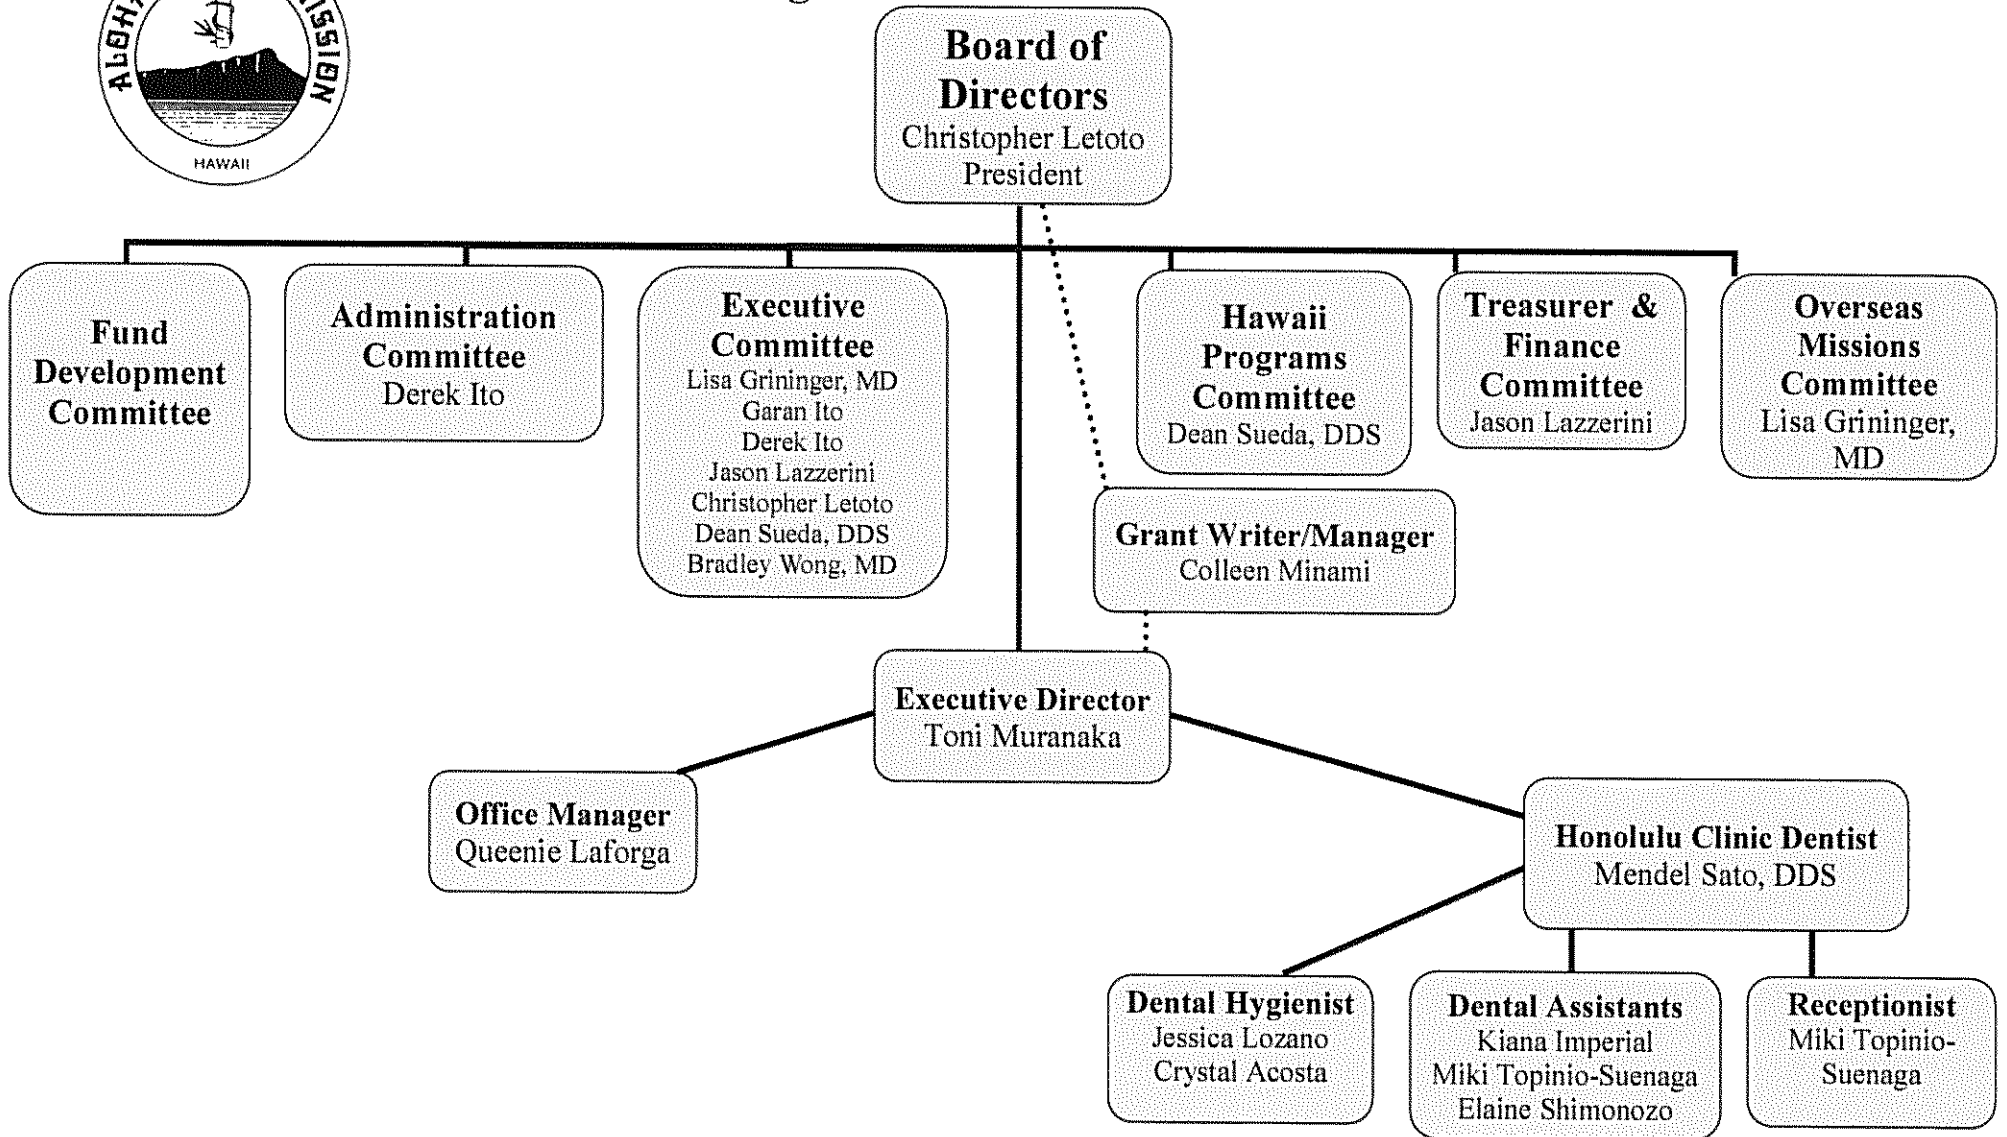 ALOHA
MISSION
HAWAII
Board of
Directors
Christopher Letoto
President
Fund
Development
Committee
Administration
Committee
Derek Ito
Executive
Committee
Lisa Grininger, MD
Garan Ito
Derek Ito
Jason Lazzerini
Christopher Letoto
Dean Sueda, DDS
Bradley Wong, MD
Hawaii
Programs
Committee
Dean Sueda, DDS
Treasurer &
Finance
Committee
Jason Lazzerini
Overseas
Missions
Committee
Lisa Grininger,
MD
Grant Writer/Manager
Colleen Minami
Executive Director
Toni Muranaka
Office Manager
Queenie Laforga
Honolulu Clinic Dentist
Mendel Sato, DDS
Dental Hygienist
Jessica Lozano
Crystal Acosta
Dental Assistants
Kiana Imperial
Miki Topinio-Suenaga
Elaine Shimonozo
Receptionist
Miki Topinio-
Suenaga